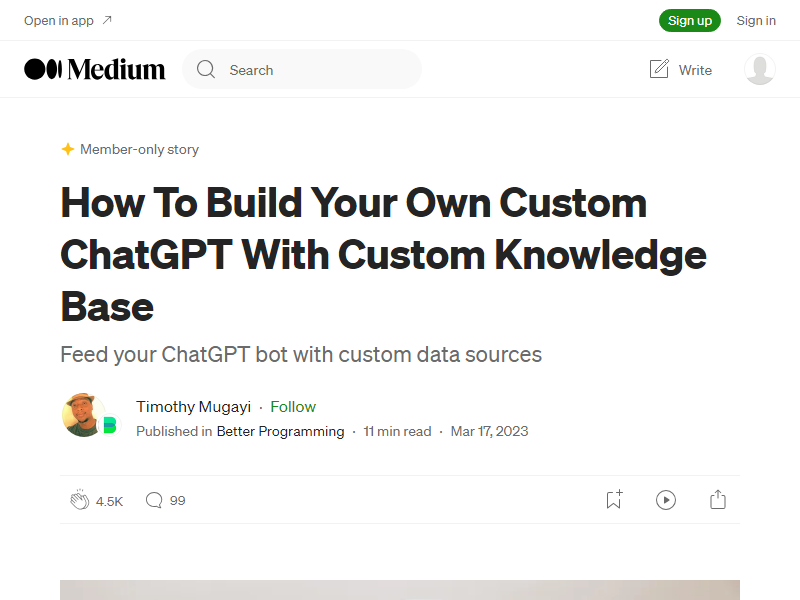 Open in app
Sign up
Sign in
Medium
Search
Write
Member-only story
How To Build Your Own Custom
ChatGPT With Custom Knowledge
Base
Feed your ChatGPT bot with custom data sources
Timothy Mugayi · Follow
Published in Better Programming · 11 min read · Mar 17, 2023
4.5K
99